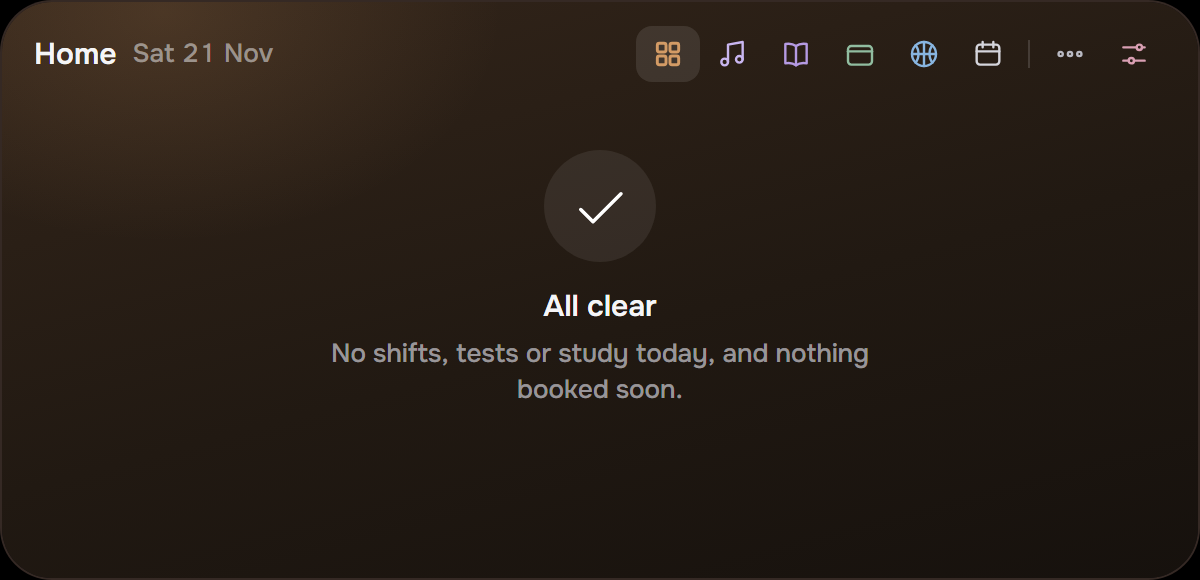 Home Sat 21 Nov
All clear
No shifts, tests or study today, and nothing
booked soon.